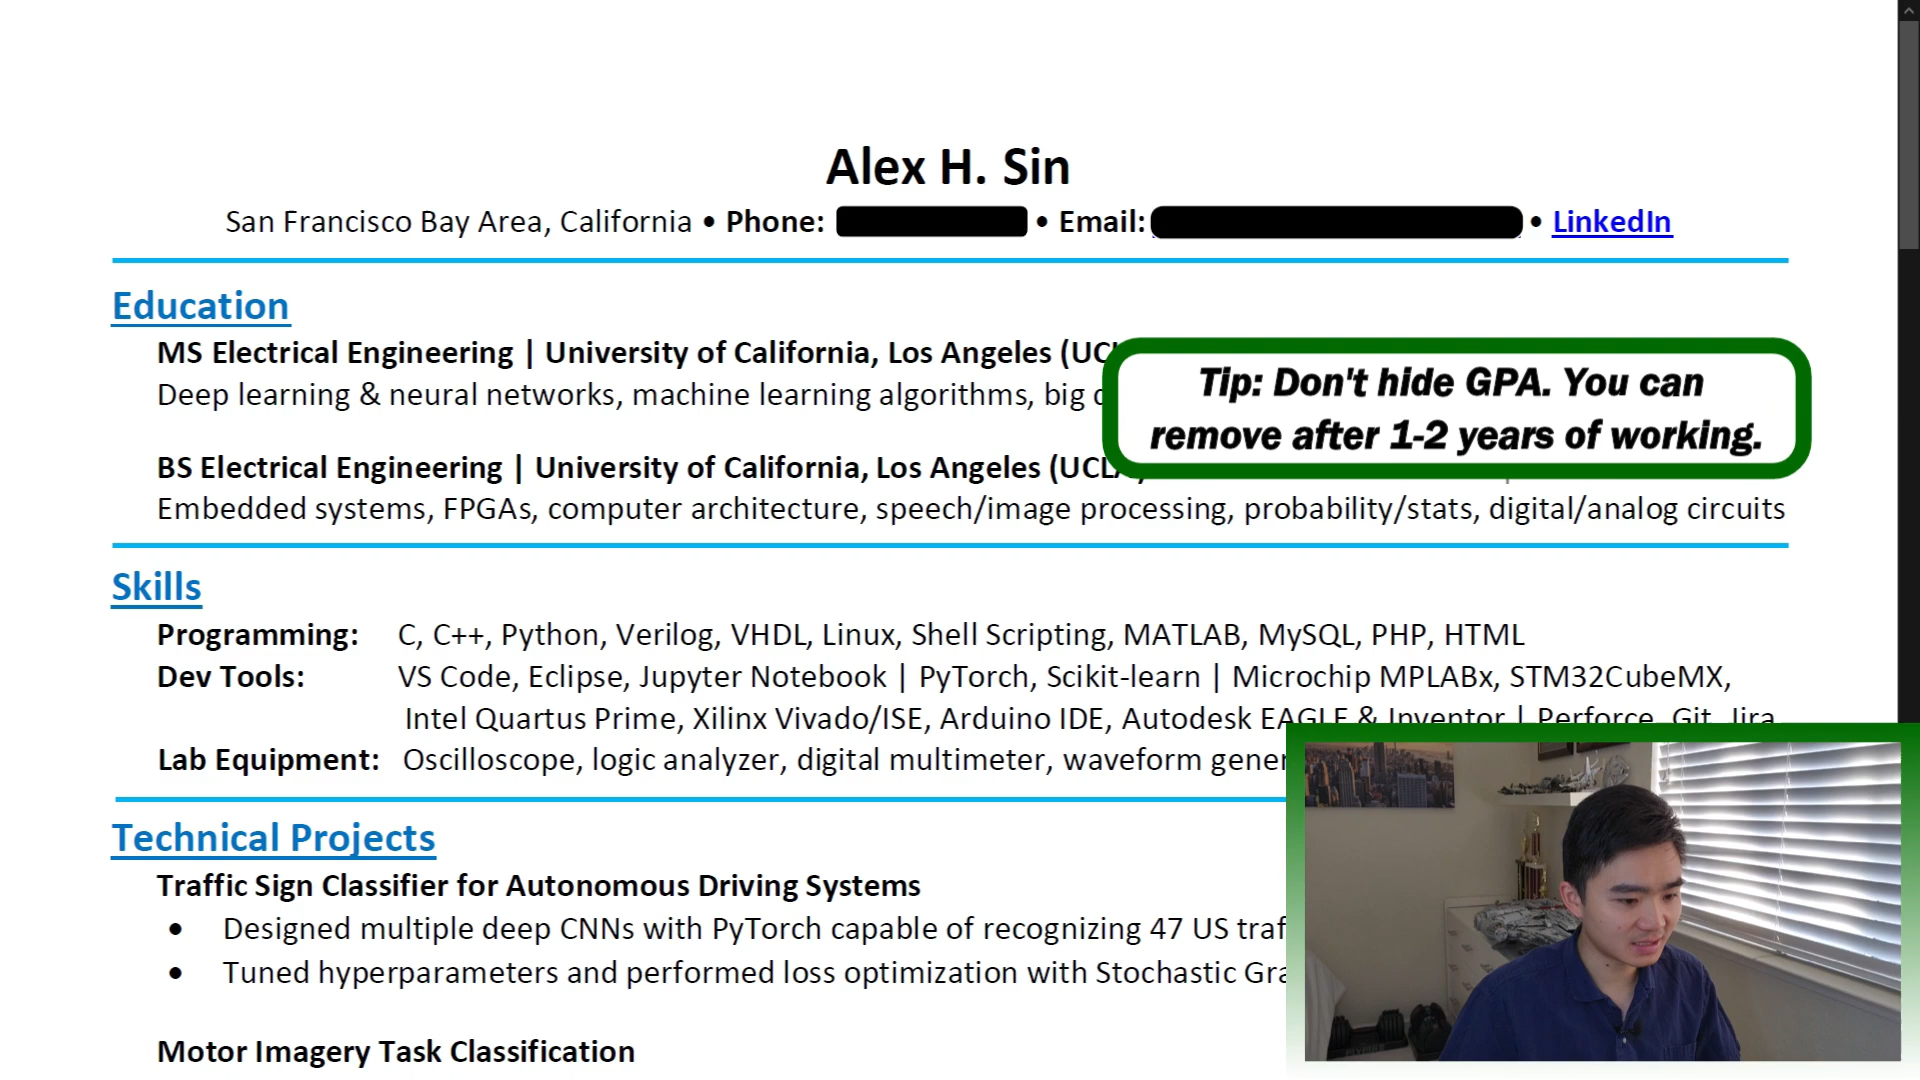 Alex H. Sin
San Francisco Bay Area, California • Phone: • Email: • LinkedIn
Education
MS Electrical Engineering | University of California, Los Angeles
Deep learning & neural networks, machine learning algorithms, big
Tip: Don't hide GPA. You can
remove after 1-2 years of working.
BS Electrical Engineering | University of California, Los Angeles (UCLA)
Embedded systems, FPGAs, computer architecture, speech/image processing, probability/stats, digital/analog circuits
Skills
Programming: C, C++, Python, Verilog, VHDL, Linux, Shell Scripting, MATLAB, MySQL, PHP, HTML
Dev Tools: VS Code, Eclipse, Jupyter Notebook | PyTorch, Scikit-learn | Microchip MPLABx, STM32CubeMX,
Intel Quartus Prime, Xilinx Vivado/ISE, Arduino IDE, Autodesk EAGLE & Inventor | Perforce, Git, Jira
Lab Equipment: Oscilloscope, logic analyzer, digital multimeter, waveform
Technical Projects
Traffic Sign Classifier for Autonomous Driving Systems
• Designed multiple deep CNNs with PyTorch capable of recognizing 47 US
• Tuned hyperparameters and performed loss optimization with Stochastic
Motor Imagery Task Classification